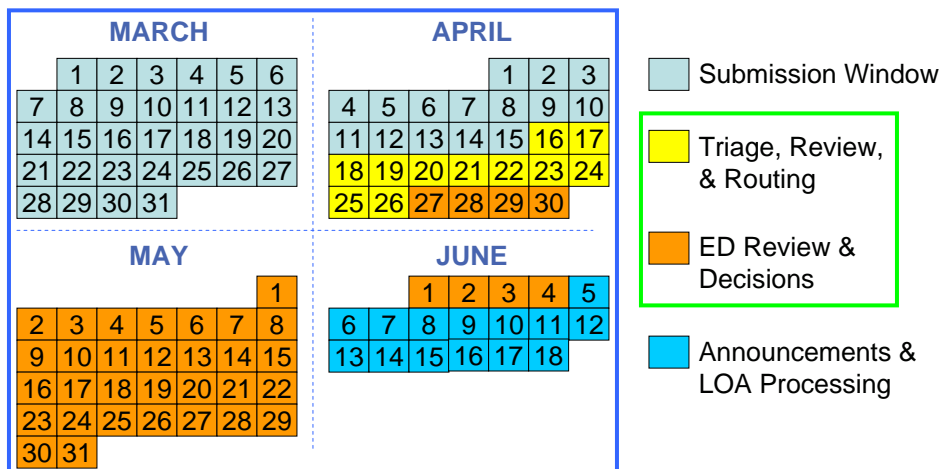 MARCH
1 2 3 4 5 6
7 8 9 10 11 12 13
14 15 16 17 18 19 20
21 22 23 24 25 26 27
28 29 30 31
APRIL
1 2 3
4 5 6 7 8 9 10
11 12 13 14 15 16 17
18 19 20 21 22 23 24
25 26 27 28 29 30
MAY
1
2 3 4 5 6 7 8
9 10 11 12 13 14 15
16 17 18 19 20 21 22
23 24 25 26 27 28 29
30 31
JUNE
1 2 3 4 5
6 7 8 9 10 11 12
13 14 15 16 17 18
Submission Window
Triage, Review,
& Routing
ED Review &
Decisions
Announcements &
LOA Processing